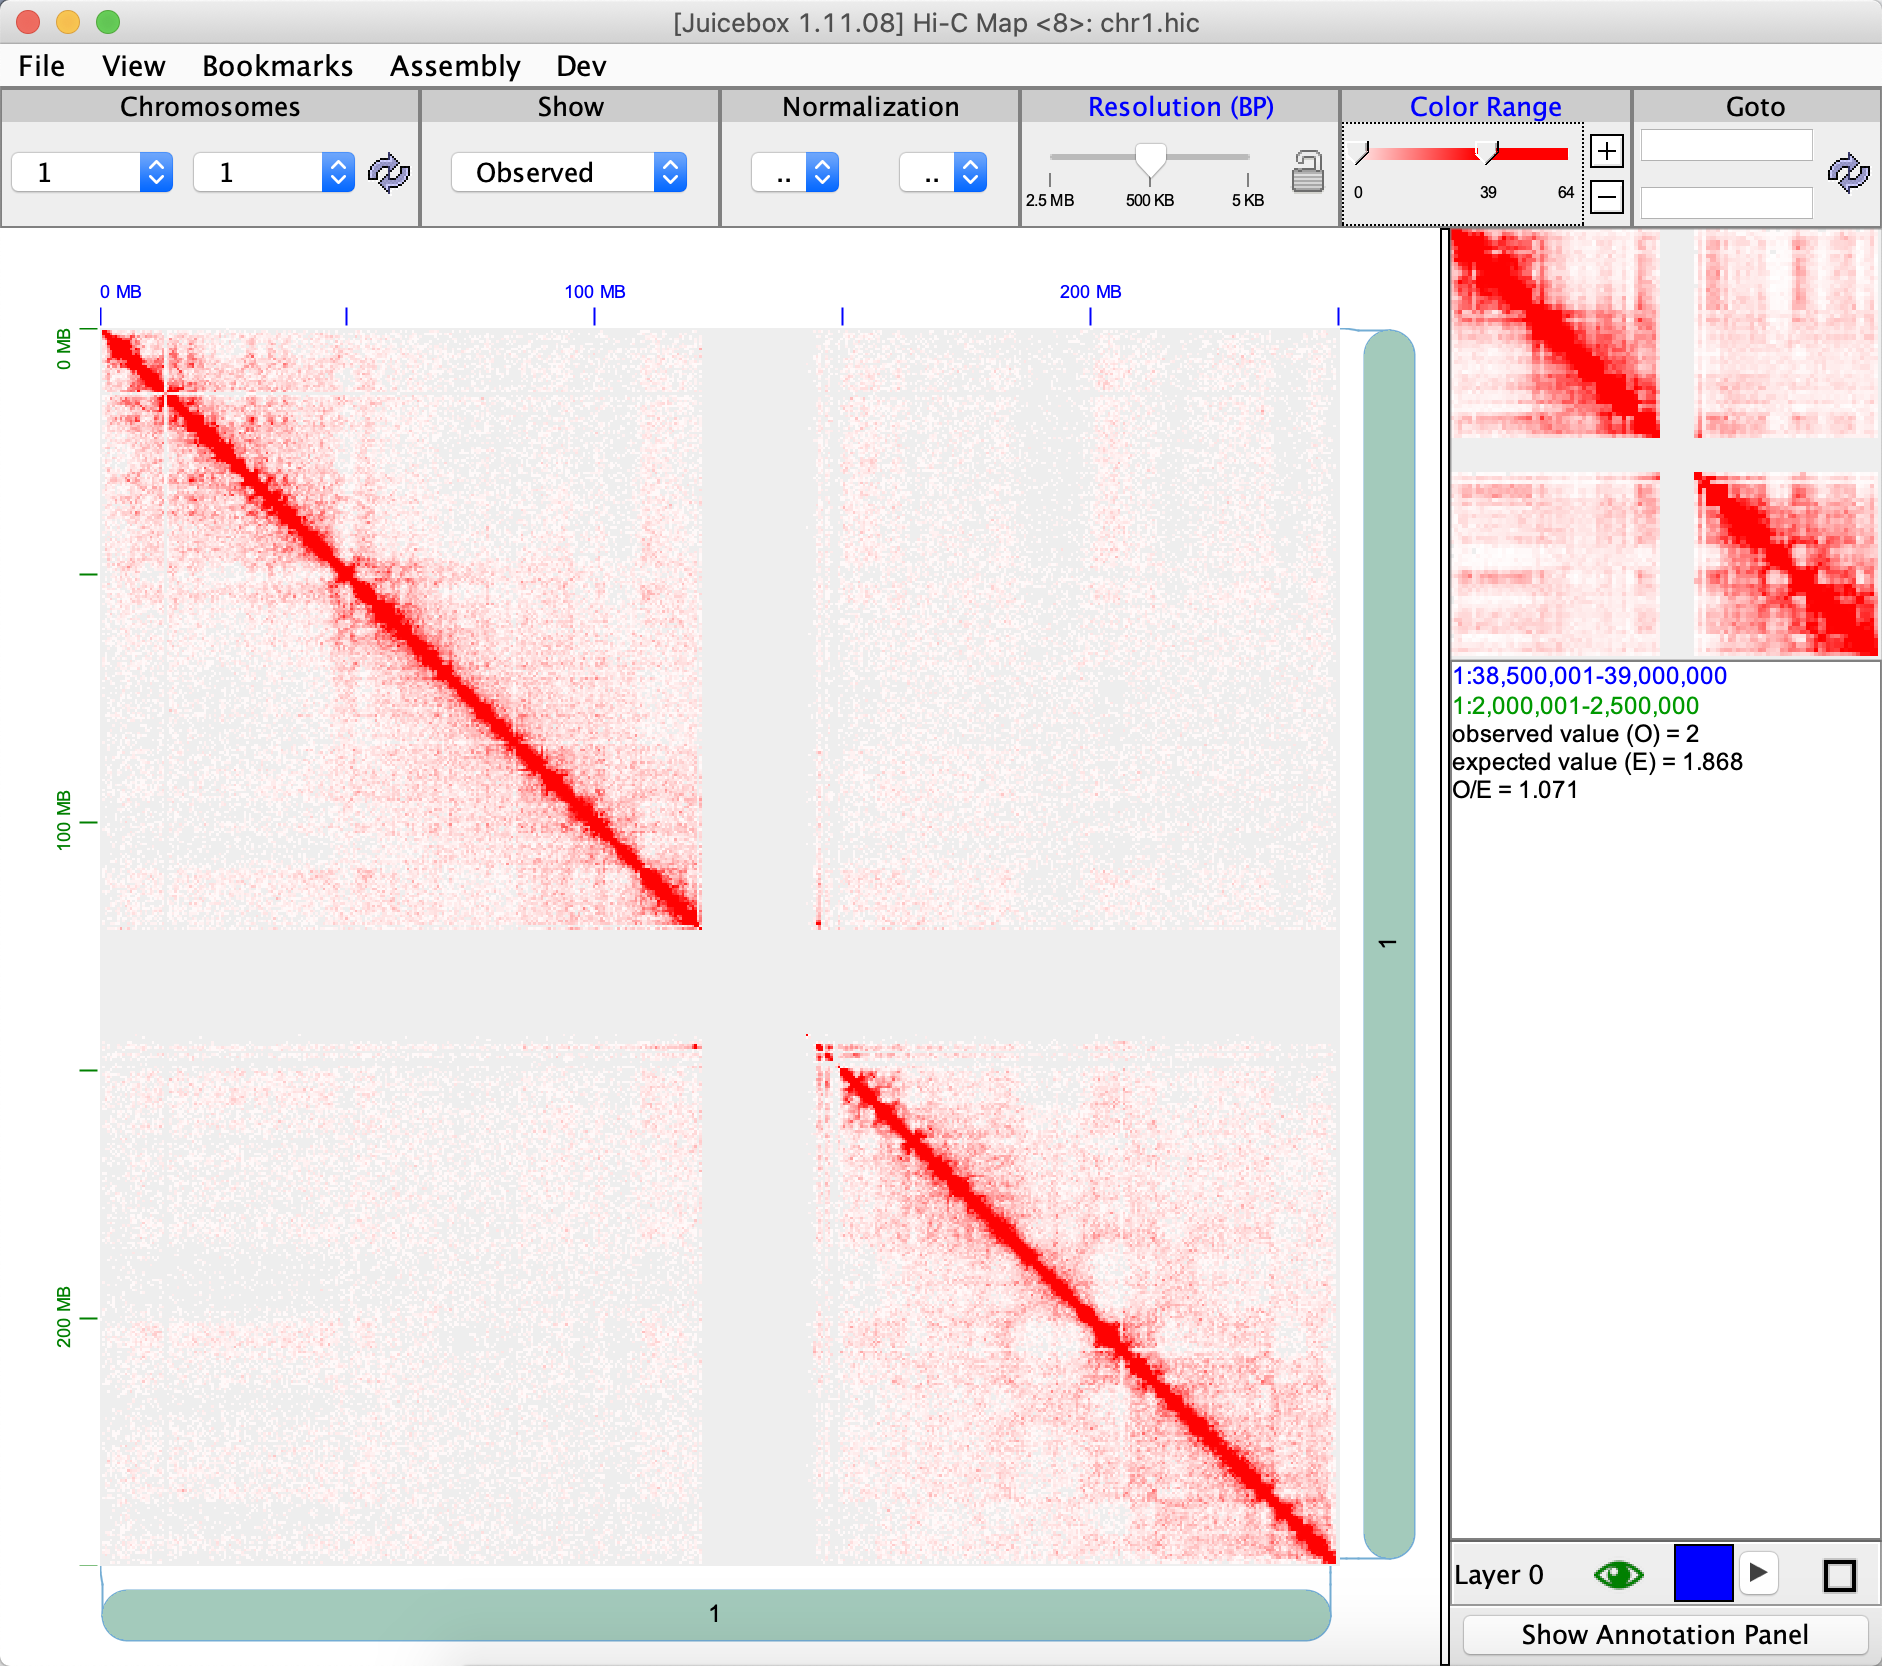 [Juicebox 1.11.08] Hi-C Map <8>: chr1.hic
File View Bookmarks Assembly Dev
Chromosomes Show Normalization Resolution (BP) Color Range Goto
1 1 Observed .. ..
2.5 MB 500 KB 5 KB 0 39 64
0 MB 100 MB 200 MB
0 MB
100 MB
200 MB
1
1
1:38,500,001-39,000,000
1:2,000,001-2,500,000
observed value (O) = 2
expected value (E) = 1.868
O/E = 1.071
Layer 0
Show Annotation Panel